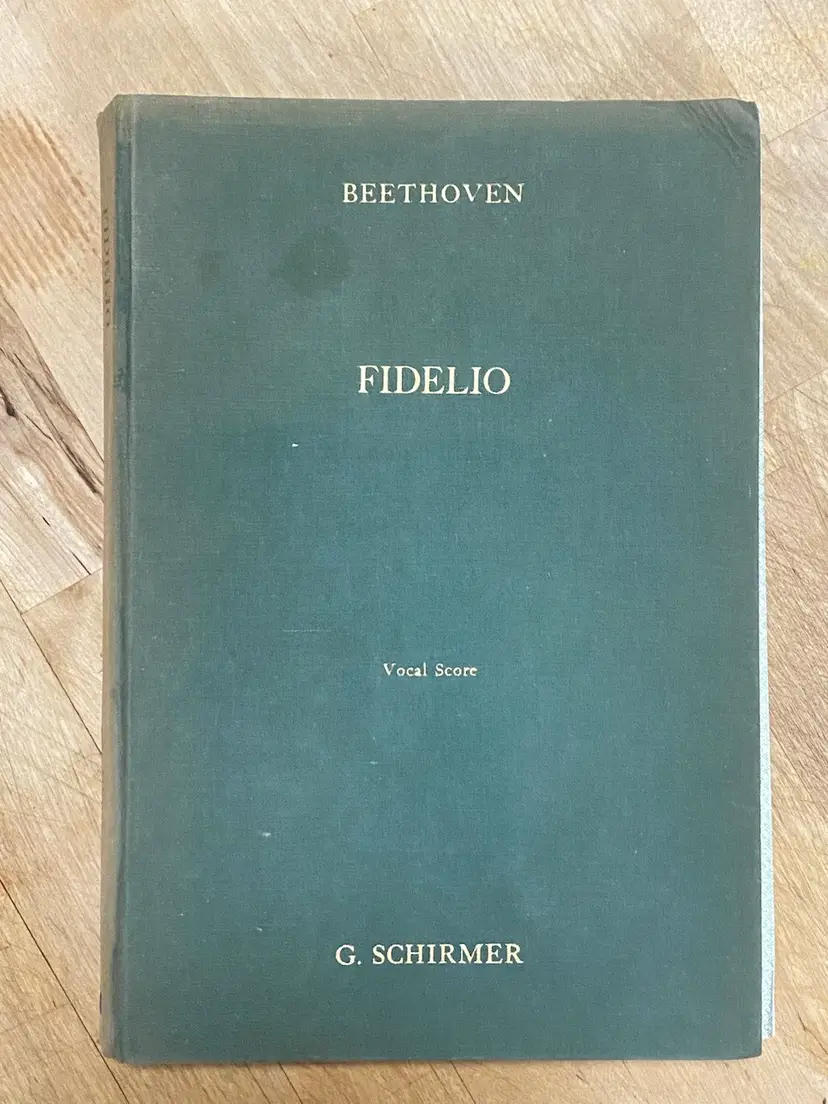 BEETHOVEN
FIDELIO
Vocal Score
G. SCHIRMER